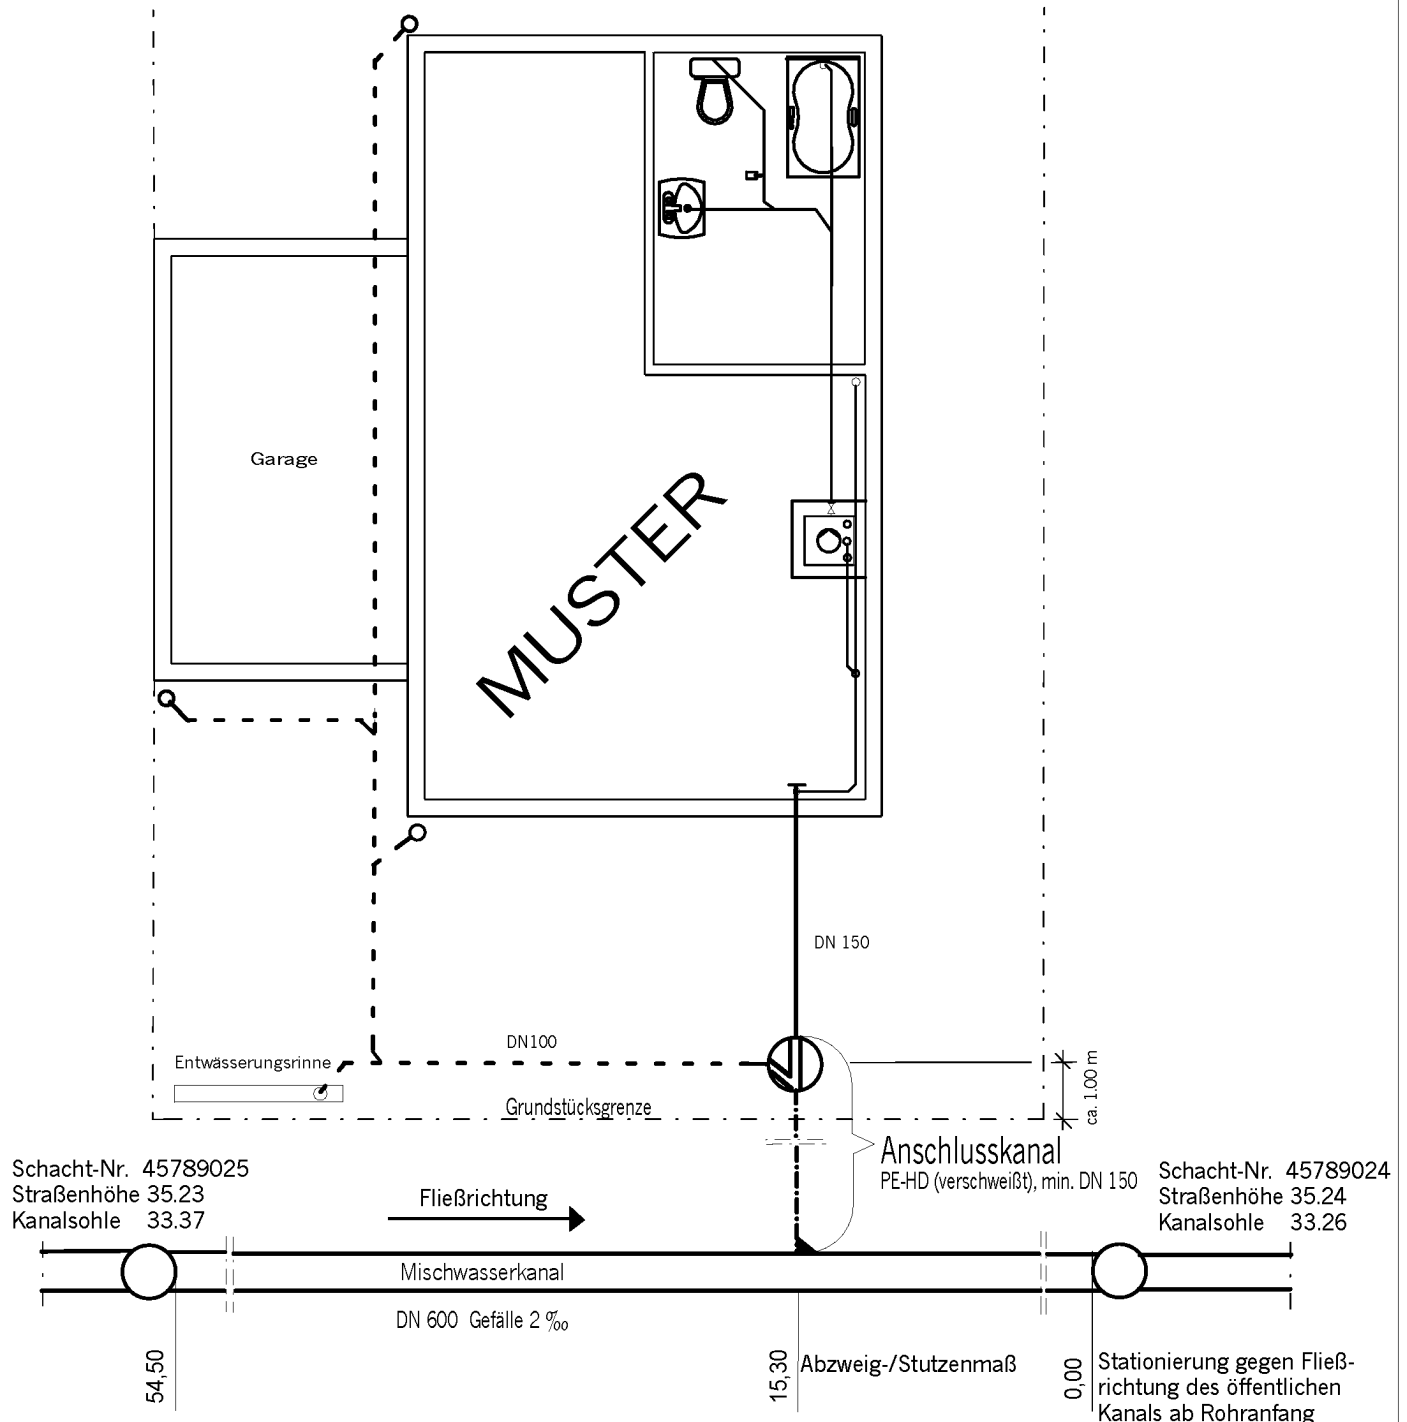 Garage
MUSTER
DN 150
DN100
Entwässerungsrinne
ca. 1.00 m
Grundstücksgrenze
Anschlusskanal
PE-HD (verschweißt), min. DN 150
Schacht-Nr. 45789025
Straßenhöhe 35.23
Kanalsohle 33.37
Schacht-Nr. 45789024
Straßenhöhe 35.24
Kanalsohle 33.26
Fließrichtung
Mischwasserkanal
DN 600 Gefälle 2 ‰
54,50
15,30
Abzweig-/Stutzenmaß
0,00
Stationierung gegen Fließ-
richtung des öffentlichen
Kanals ab Rohranfang